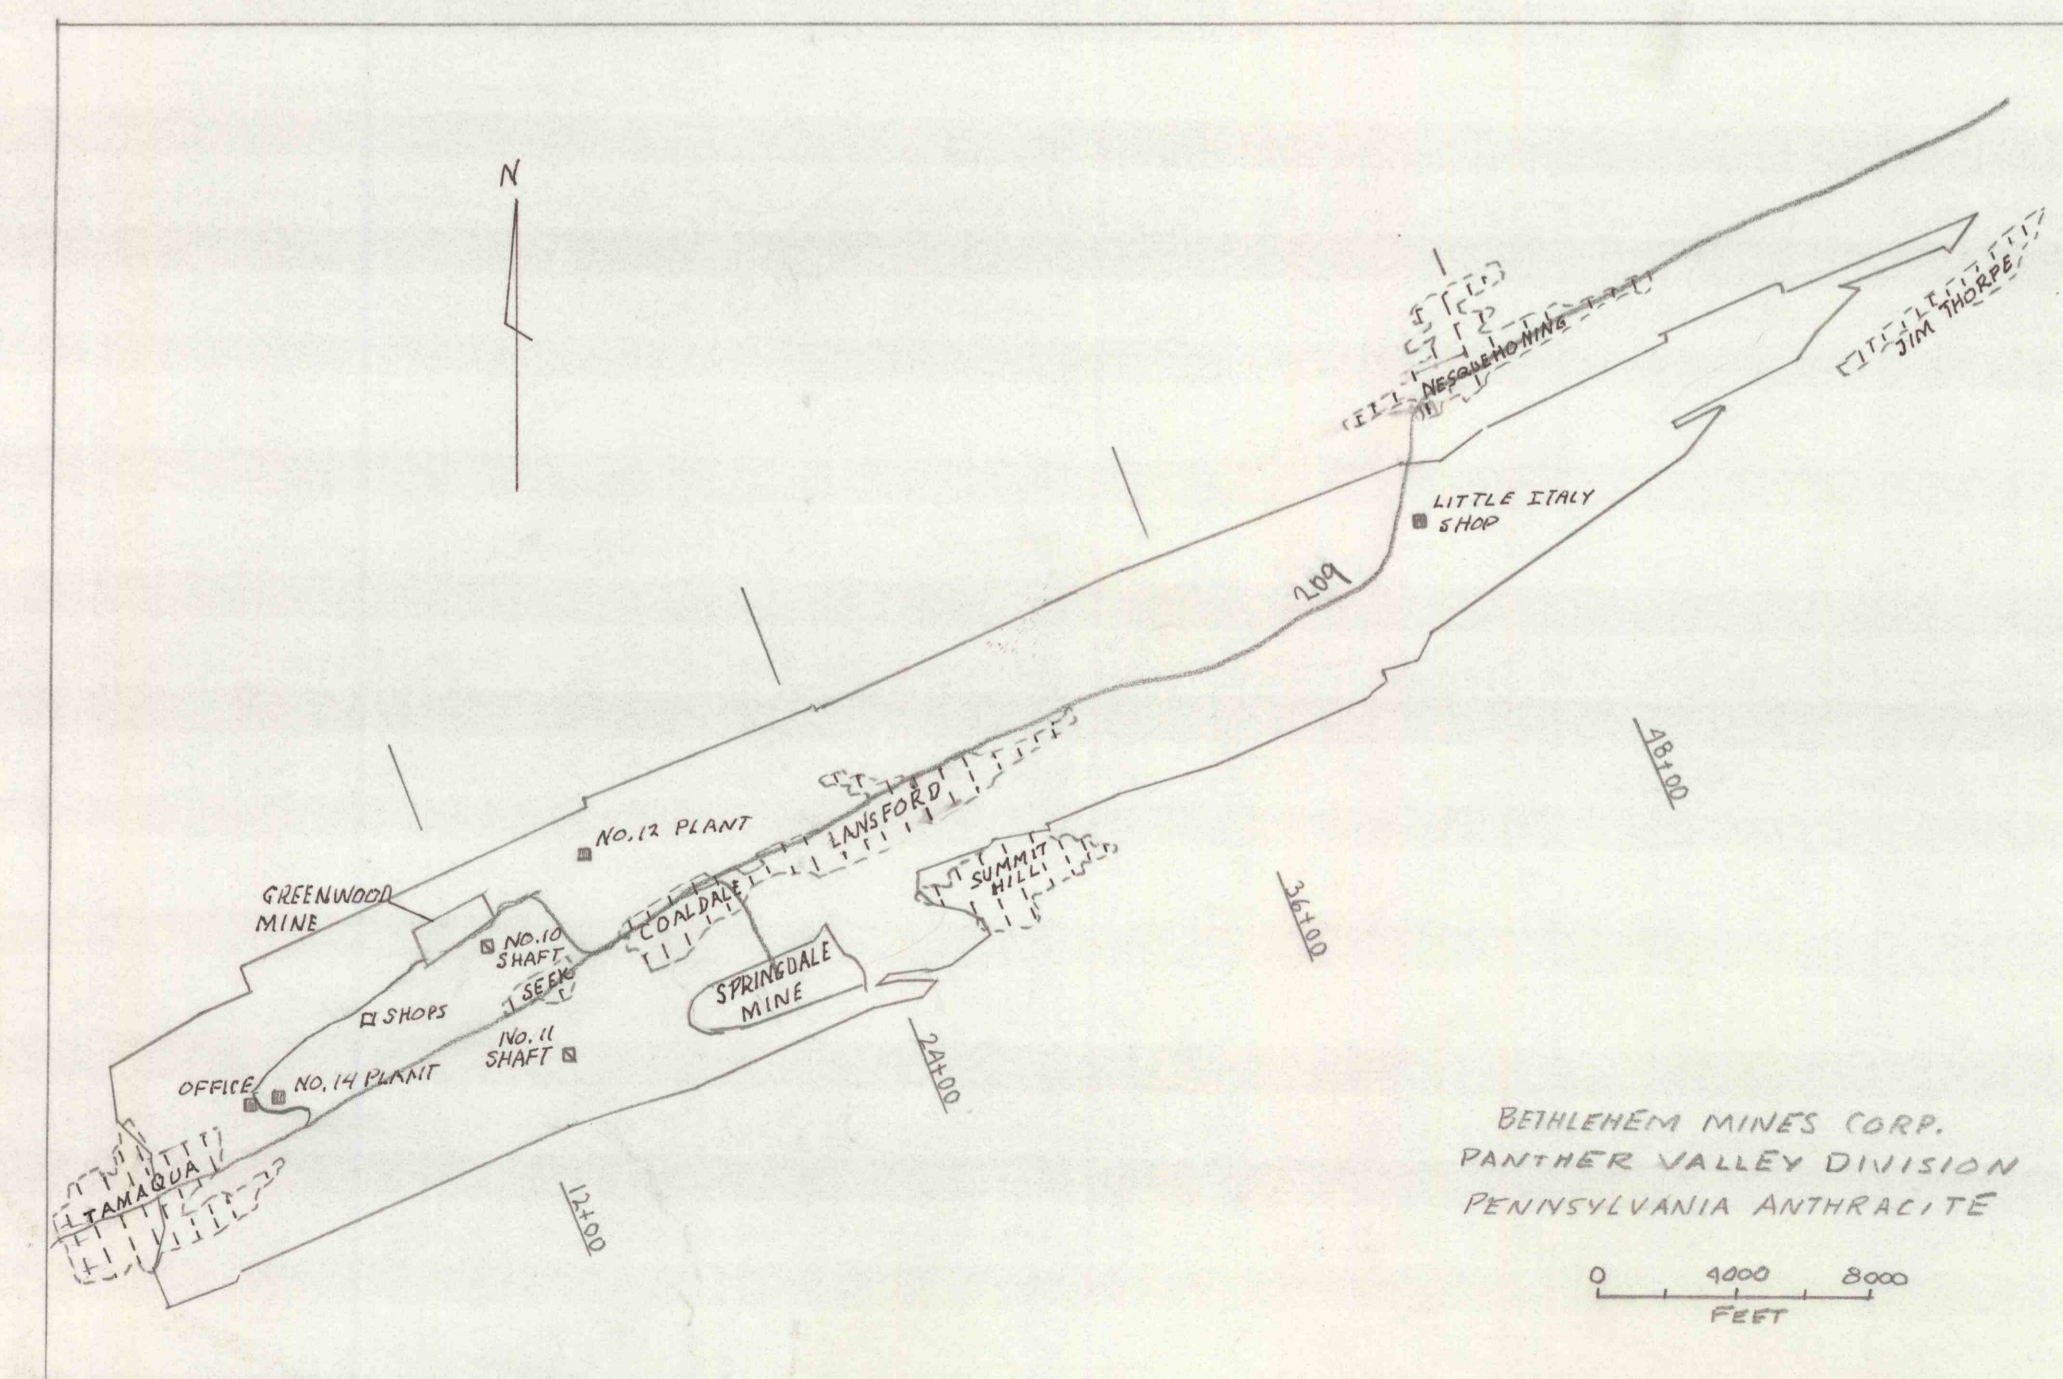 N
NESQUEHONING
JIM THORPE
LITTLE ITALY
SHOP
209
48+00
NO.12 PLANT
LANSFORD
SUMMIT
HILL
36+00
GREENWOOD
MINE
COALDALE
NO.10
SHAFT
SEEK
SPRINGDALE
MINE
SHOPS
NO.11
SHAFT
24+00
OFFICE
NO.14 PLANT
TAMAQUA
12+00
BETHLEHEM MINES CORP.
PANTHER VALLEY DIVISION
PENNSYLVANIA ANTHRACITE
0 4000 8000
FEET